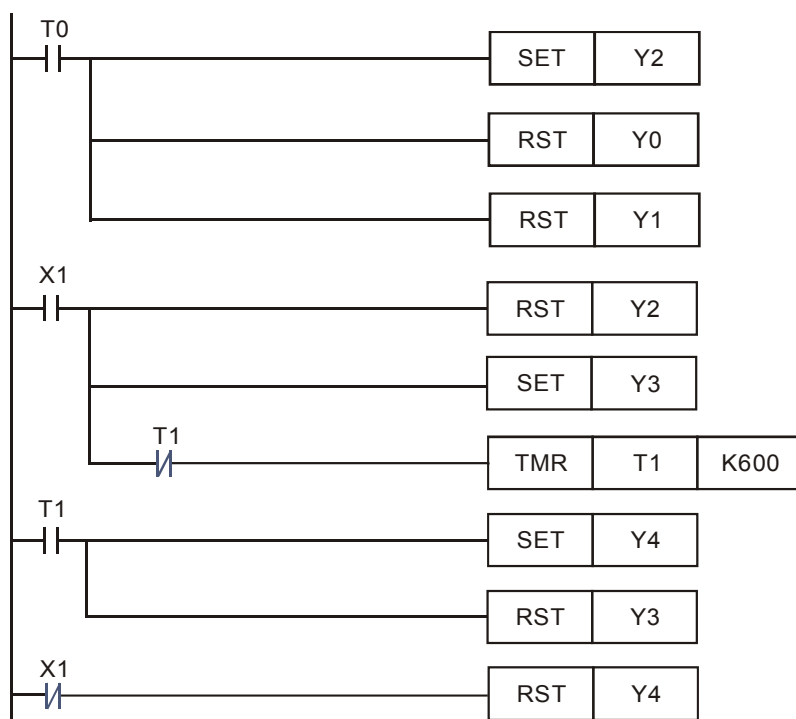 T0
SET Y2
RST Y0
RST Y1
X1
RST Y2
SET Y3
T1
TMR T1 K600
T1
SET Y4
RST Y3
X1
RST Y4